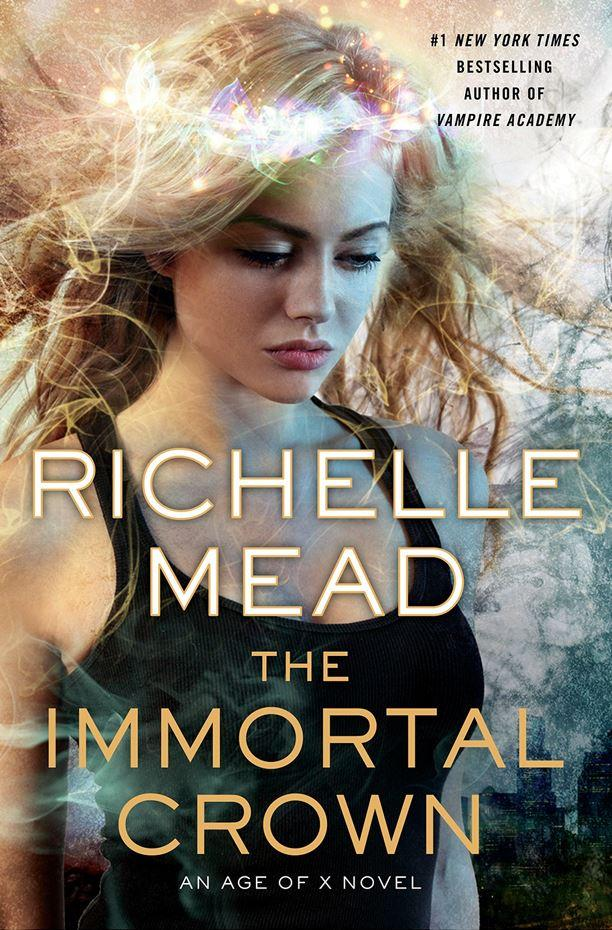 #1 NEW YORK TIMES
BESTSELLING
AUTHOR OF
VAMPIRE ACADEMY
RICHELLE
MEAD
THE
IMMORTAL
CROWN
AN AGE OF X NOVEL